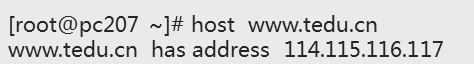 [root@pc207 ~]# host www.tedu.cn
www.tedu.cn has address 114.115.116.117